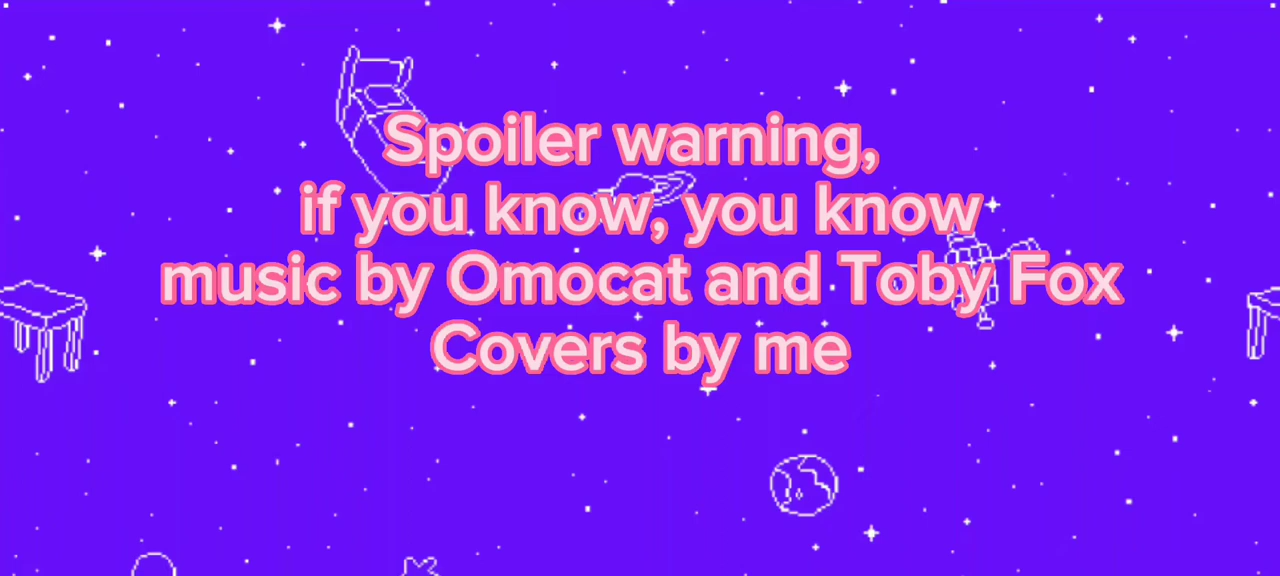 Spoiler warning,
if you know, you know
music by Omocat and Toby Fox
Covers by me